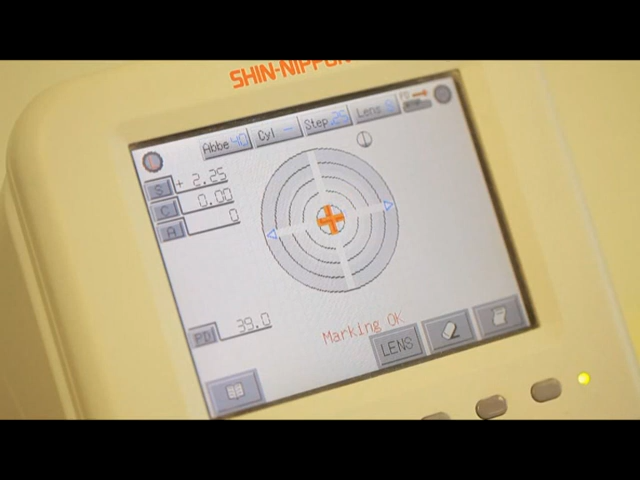 SHIN-NIPPON
Abbe 40 Cyl - Step .25 Lens S PD
S + 2.25
C 0.00
A 0
PD 39.0
Marking OK
LENS